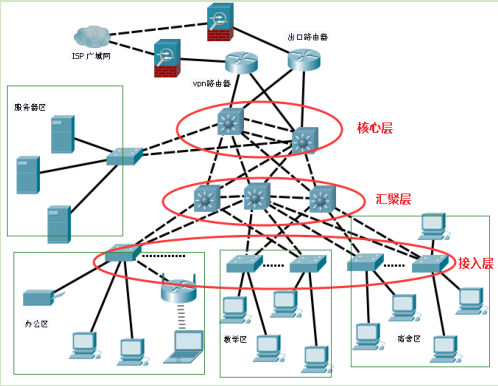 出口路由器
ISP 广域网
vpn路由器
服务器区
核心层
汇聚层
接入层
办公区
教学区
宿舍区